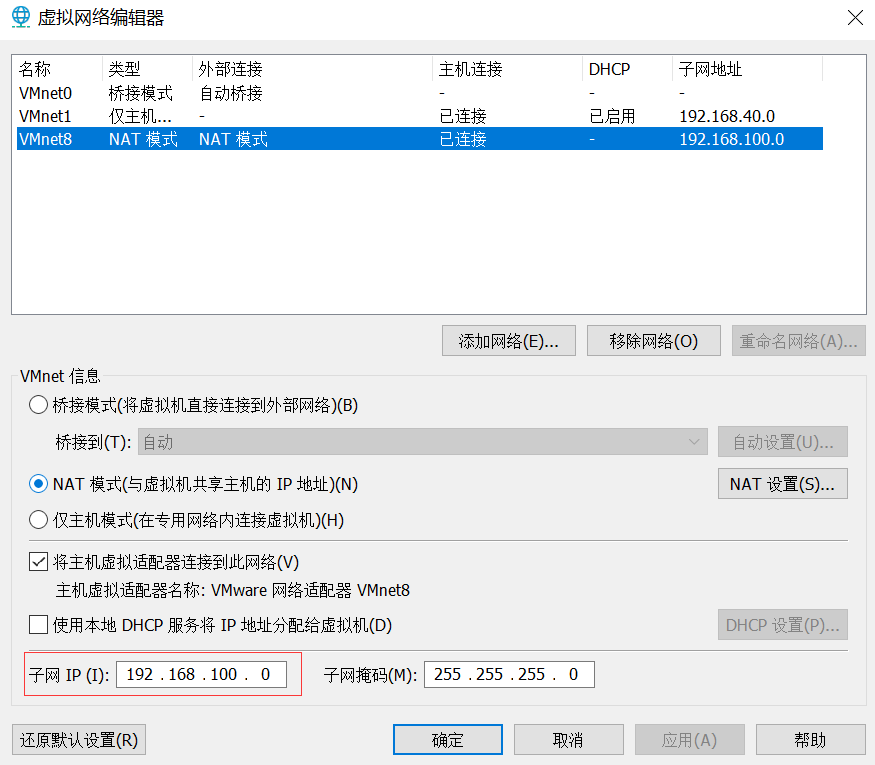 虚拟网络编辑器
名称 类型 外部连接 主机连接 DHCP 子网地址
VMnet0 桥接模式 自动桥接 - - -
VMnet1 仅主机... - 已连接 已启用 192.168.40.0
VMnet8 NAT 模式 NAT 模式 已连接 - 192.168.100.0
添加网络(E)... 移除网络(O) 重命名网络(A)...
VMnet 信息
桥接模式(将虚拟机直接连接到外部网络)(B)
桥接到(T): 自动 自动设置(U)...
NAT 模式(与虚拟机共享主机的 IP 地址)(N) NAT 设置(S)...
仅主机模式(在专用网络内连接虚拟机)(H)
将主机虚拟适配器连接到此网络(V)
主机虚拟适配器名称: VMware 网络适配器 VMnet8
使用本地 DHCP 服务将 IP 地址分配给虚拟机(D) DHCP 设置(P)...
子网 IP (I): 192 . 168 . 100 . 0 子网掩码(M): 255 . 255 . 255 . 0
还原默认设置(R) 确定 取消 应用(A) 帮助